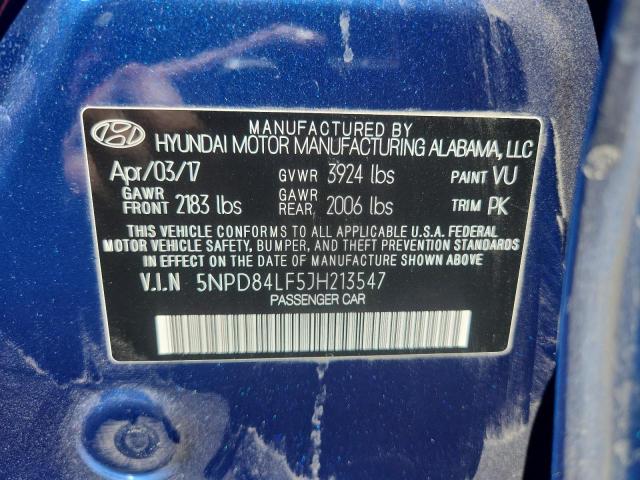 MANUFACTURED BY
HYUNDAI MOTOR MANUFACTURING ALABAMA, LLC
Apr/03/17 GVWR 3924 lbs PAINT VU
GAWR FRONT 2183 lbs GAWR REAR 2006 lbs TRIM PK
THIS VEHICLE CONFORMS TO ALL APPLICABLE U.S.A. FEDERAL
MOTOR VEHICLE SAFETY, BUMPER, AND THEFT PREVENTION STANDARDS
IN EFFECT ON THE DATE OF MANUFACTURE SHOWN ABOVE
V.I.N 5NPD84LF5JH213547
PASSENGER CAR